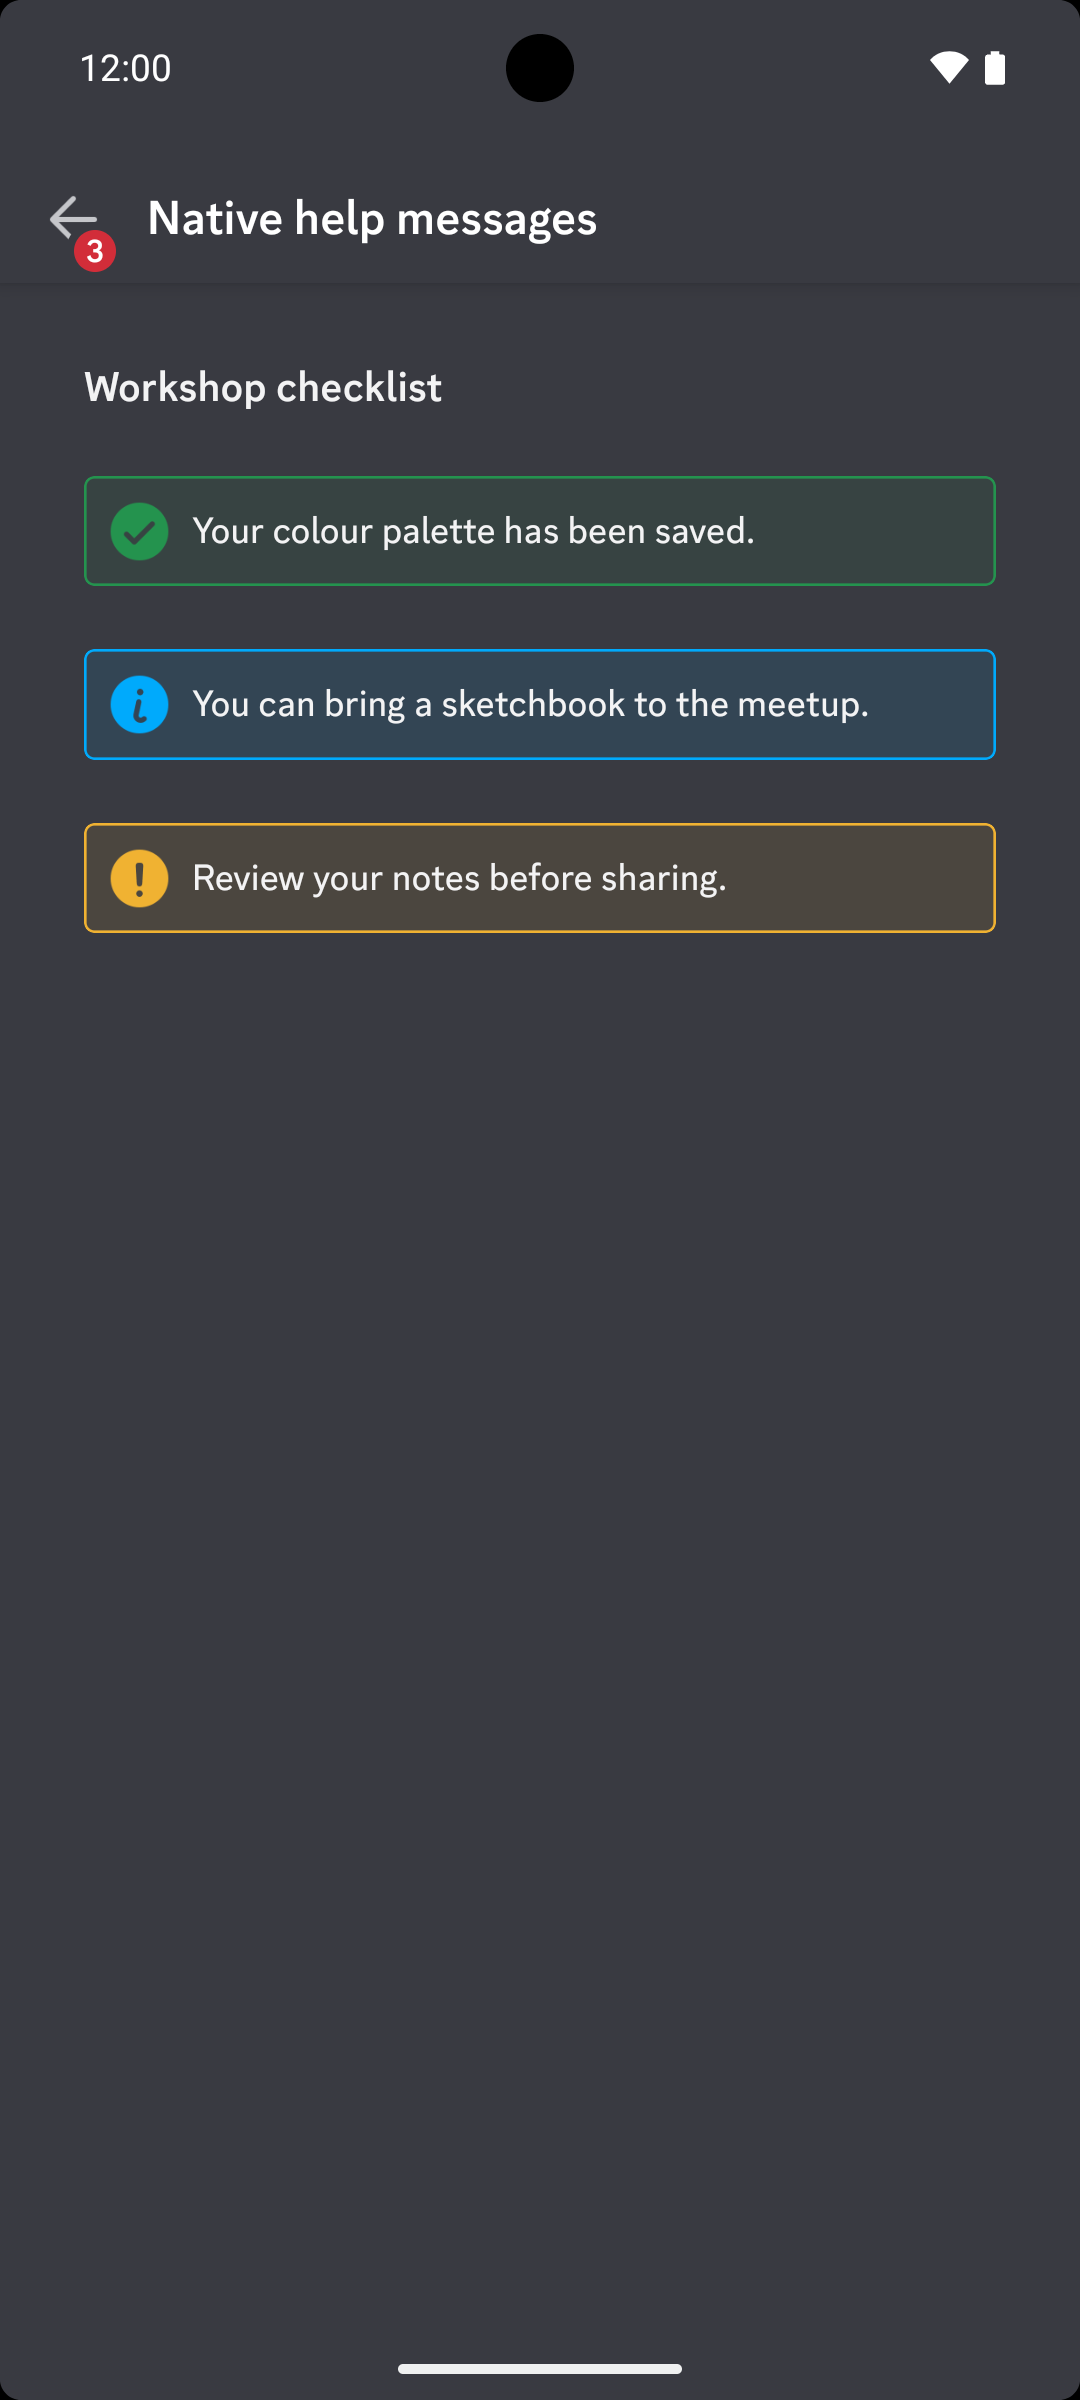 12:00
Native help messages
3
Workshop checklist
Your colour palette has been saved.
You can bring a sketchbook to the meetup.
Review your notes before sharing.